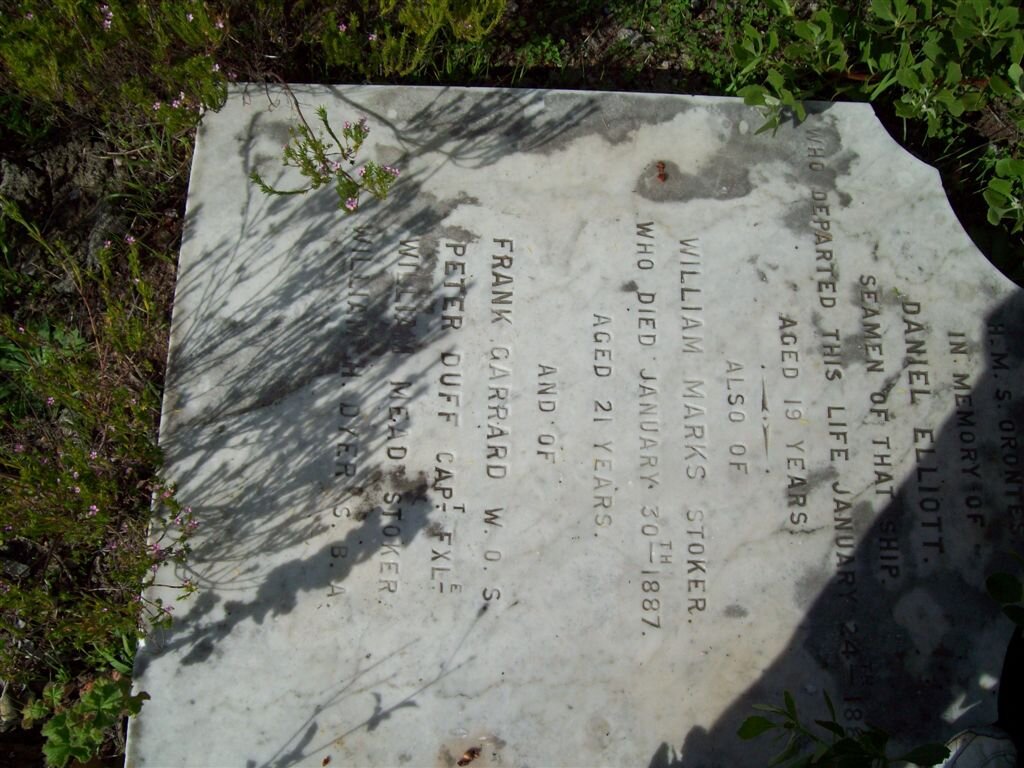 H.M.S. ORONTES
IN MEMORY OF
DANIEL ELLIOTT.
SEAMEN OF THAT SHIP
WHO DEPARTED THIS LIFE JANUARY 24TH 18
AGED 19 YEARS
ALSO OF
WILLIAM MARKS STOKER.
WHO DIED JANUARY 30TH 1887.
AGED 21 YEARS.
AND OF
FRANK GARRARD W. O. S
PETER DUFF CAPT FXLE
WILLIAM MEAD STOKER.
WILLIAM H. DYER S. B. A.